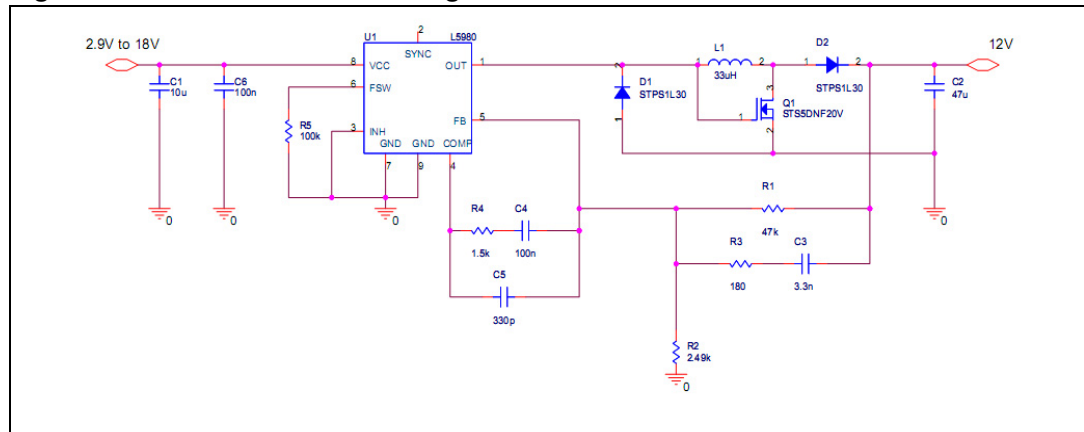 2.9V to 18V
C1
10u
C6
100n
R5
100k
U1
L5980
2
SYNC
8
VCC
OUT
1
6
FSW
FB
5
3
INH
GND
GND
COMP
7
9
4
0
0
0
R4
1.5k
C4
100n
C5
330p
2
D1
STPS1L30
1
1
L1
2
33uH
3
Q1
STS5DNF20V
1
2
D2
1
2
STPS1L30
12V
C2
47u
0
R1
47k
R3
180
C3
3.3n
R2
2.49k
0